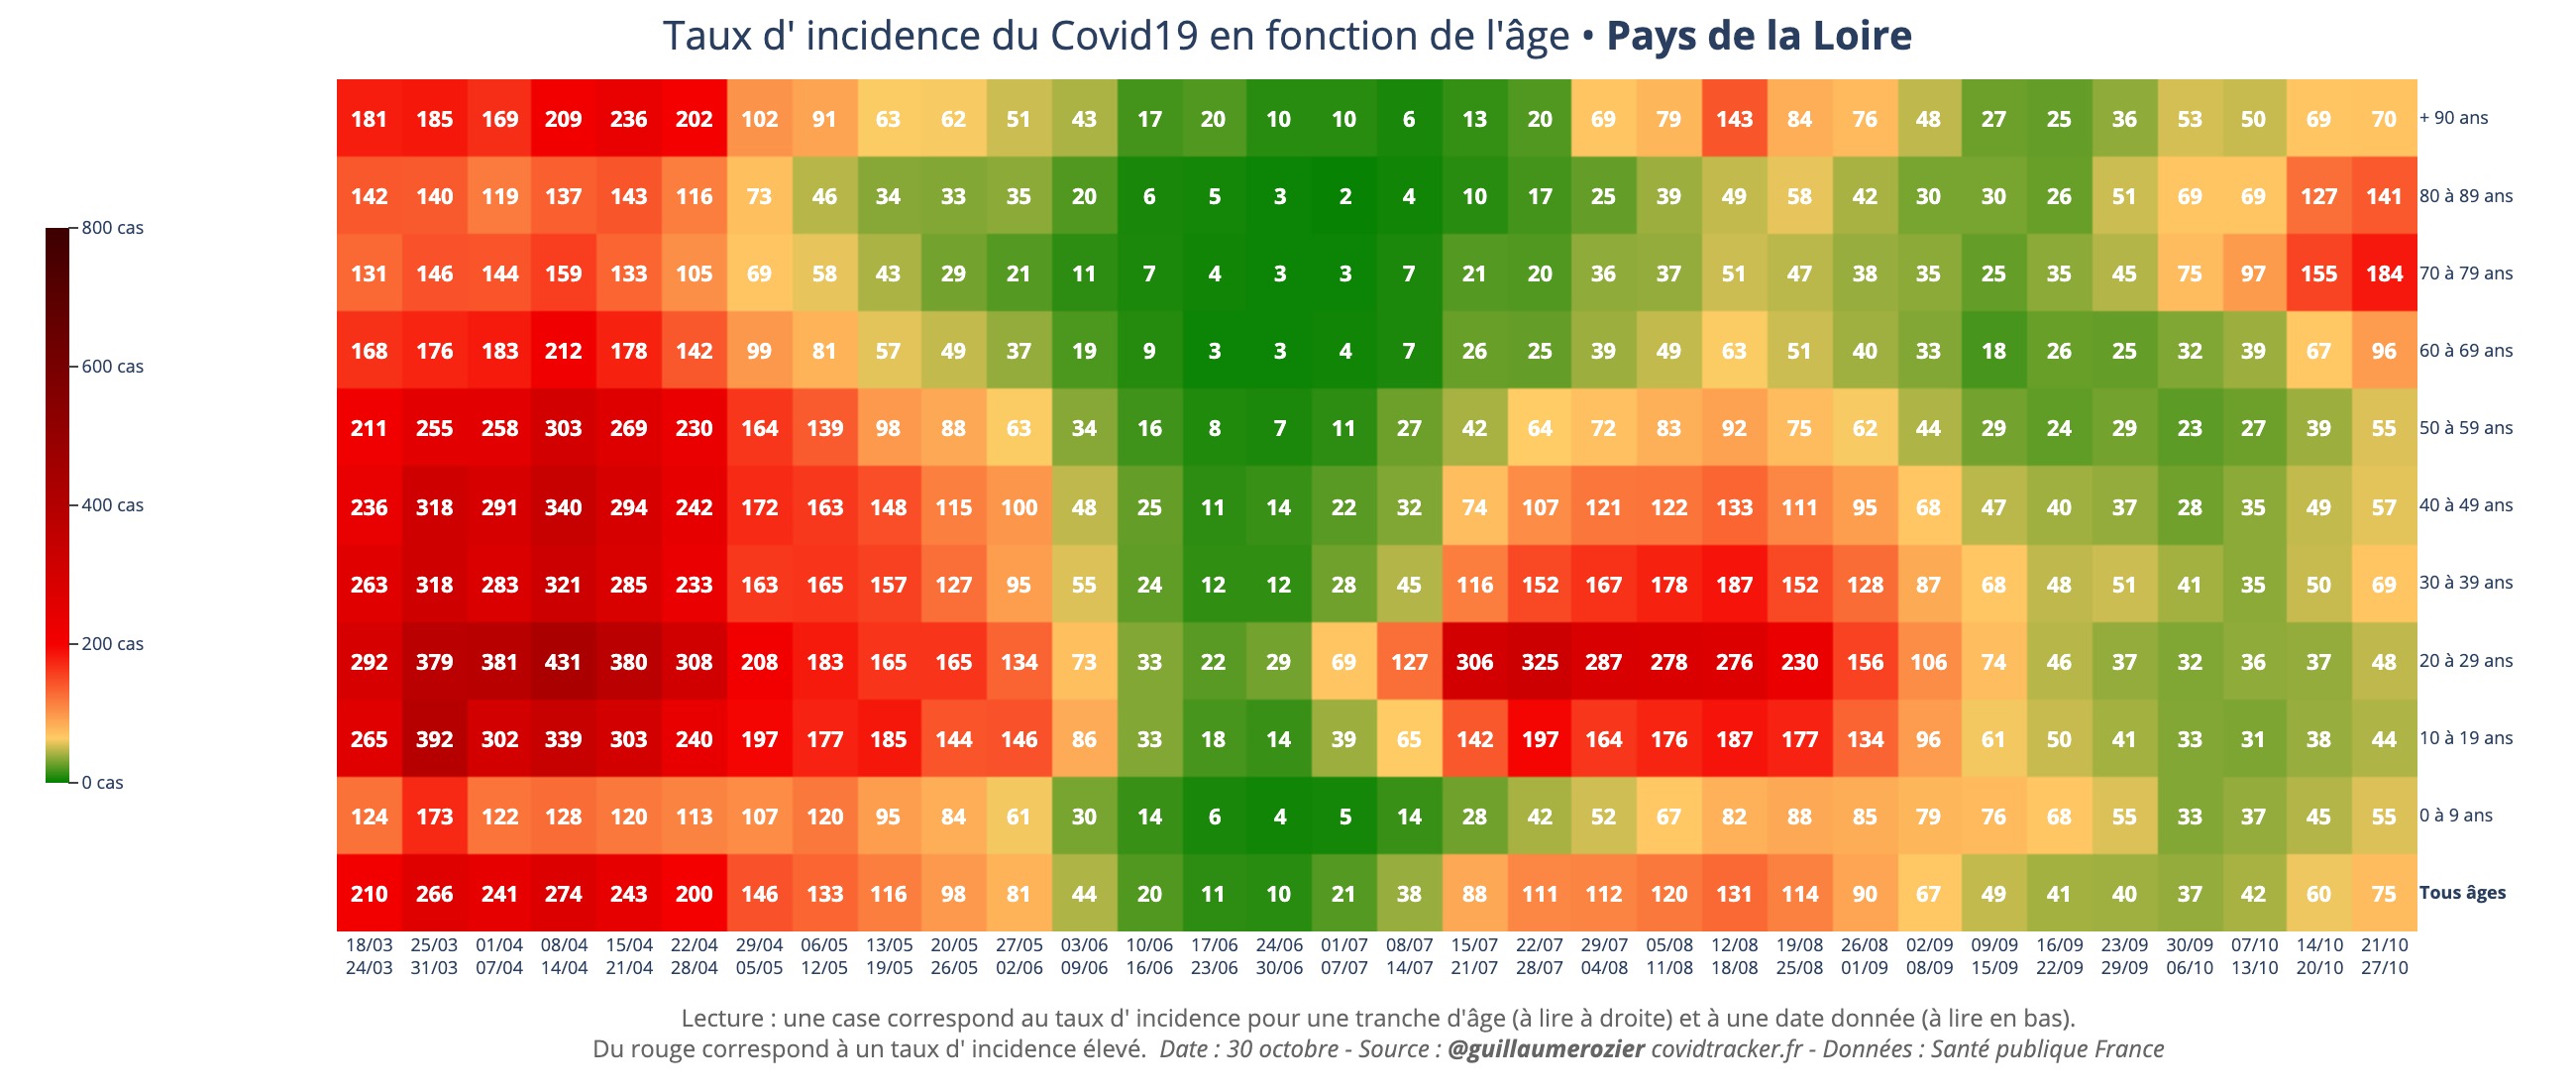 Taux d' incidence du Covid19 en fonction de l'âge • Pays de la Loire
181 185 169 209 236 202 102 91 63 62 51 43 17 20 10 10 6 13 20 69 79 143 84 76 48 27 25 36 53 50 69 70 + 90 ans
142 140 119 137 143 116 73 46 34 33 35 20 6 5 3 2 4 10 17 25 39 49 58 42 30 30 26 51 69 69 127 141 80 à 89 ans
131 146 144 159 133 105 69 58 43 29 21 11 7 4 3 3 7 21 20 36 37 51 47 38 35 25 35 45 75 97 155 184 70 à 79 ans
168 176 183 212 178 142 99 81 57 49 37 19 9 3 3 4 7 26 25 39 49 63 51 40 33 18 26 25 32 39 67 96 60 à 69 ans
211 255 258 303 269 230 164 139 98 88 63 34 16 8 7 11 27 42 64 72 83 92 75 62 44 29 24 29 23 27 39 55 50 à 59 ans
236 318 291 340 294 242 172 163 148 115 100 48 25 11 14 22 32 74 107 121 122 133 111 95 68 47 40 37 28 35 49 57 40 à 49 ans
263 318 283 321 285 233 163 165 157 127 95 55 24 12 12 28 45 116 152 167 178 187 152 128 87 68 48 51 41 35 50 69 30 à 39 ans
292 379 381 431 380 308 208 183 165 165 134 73 33 22 29 69 127 306 325 287 278 276 230 156 106 74 46 37 32 36 37 48 20 à 29 ans
265 392 302 339 303 240 197 177 185 144 146 86 33 18 14 39 65 142 197 164 176 187 177 134 96 61 50 41 33 31 38 44 10 à 19 ans
124 173 122 128 120 113 107 120 95 84 61 30 14 6 4 5 14 28 42 52 67 82 88 85 79 76 68 55 33 37 45 55 0 à 9 ans
210 266 241 274 243 200 146 133 116 98 81 44 20 11 10 21 38 88 111 112 120 131 114 90 67 49 41 40 37 42 60 75 Tous âges
18/03 25/03 01/04 08/04 15/04 22/04 29/04 06/05 13/05 20/05 27/05 03/06 10/06 17/06 24/06 01/07 08/07 15/07 22/07 29/07 05/08 12/08 19/08 26/08 02/09 09/09 16/09 23/09 30/09 07/10 14/10 21/10
24/03 31/03 07/04 14/04 21/04 28/04 05/05 12/05 19/05 26/05 02/06 09/06 16/06 23/06 30/06 07/07 14/07 21/07 28/07 04/08 11/08 18/08 25/08 01/09 08/09 15/09 22/09 29/09 06/10 13/10 20/10 27/10
800 cas
600 cas
400 cas
200 cas
0 cas
Lecture : une case correspond au taux d' incidence pour une tranche d'âge (à lire à droite) et à une date donnée (à lire en bas).
Du rouge correspond à un taux d' incidence élevé. Date : 30 octobre - Source : @guillaumerozier covidtracker.fr - Données : Santé publique France